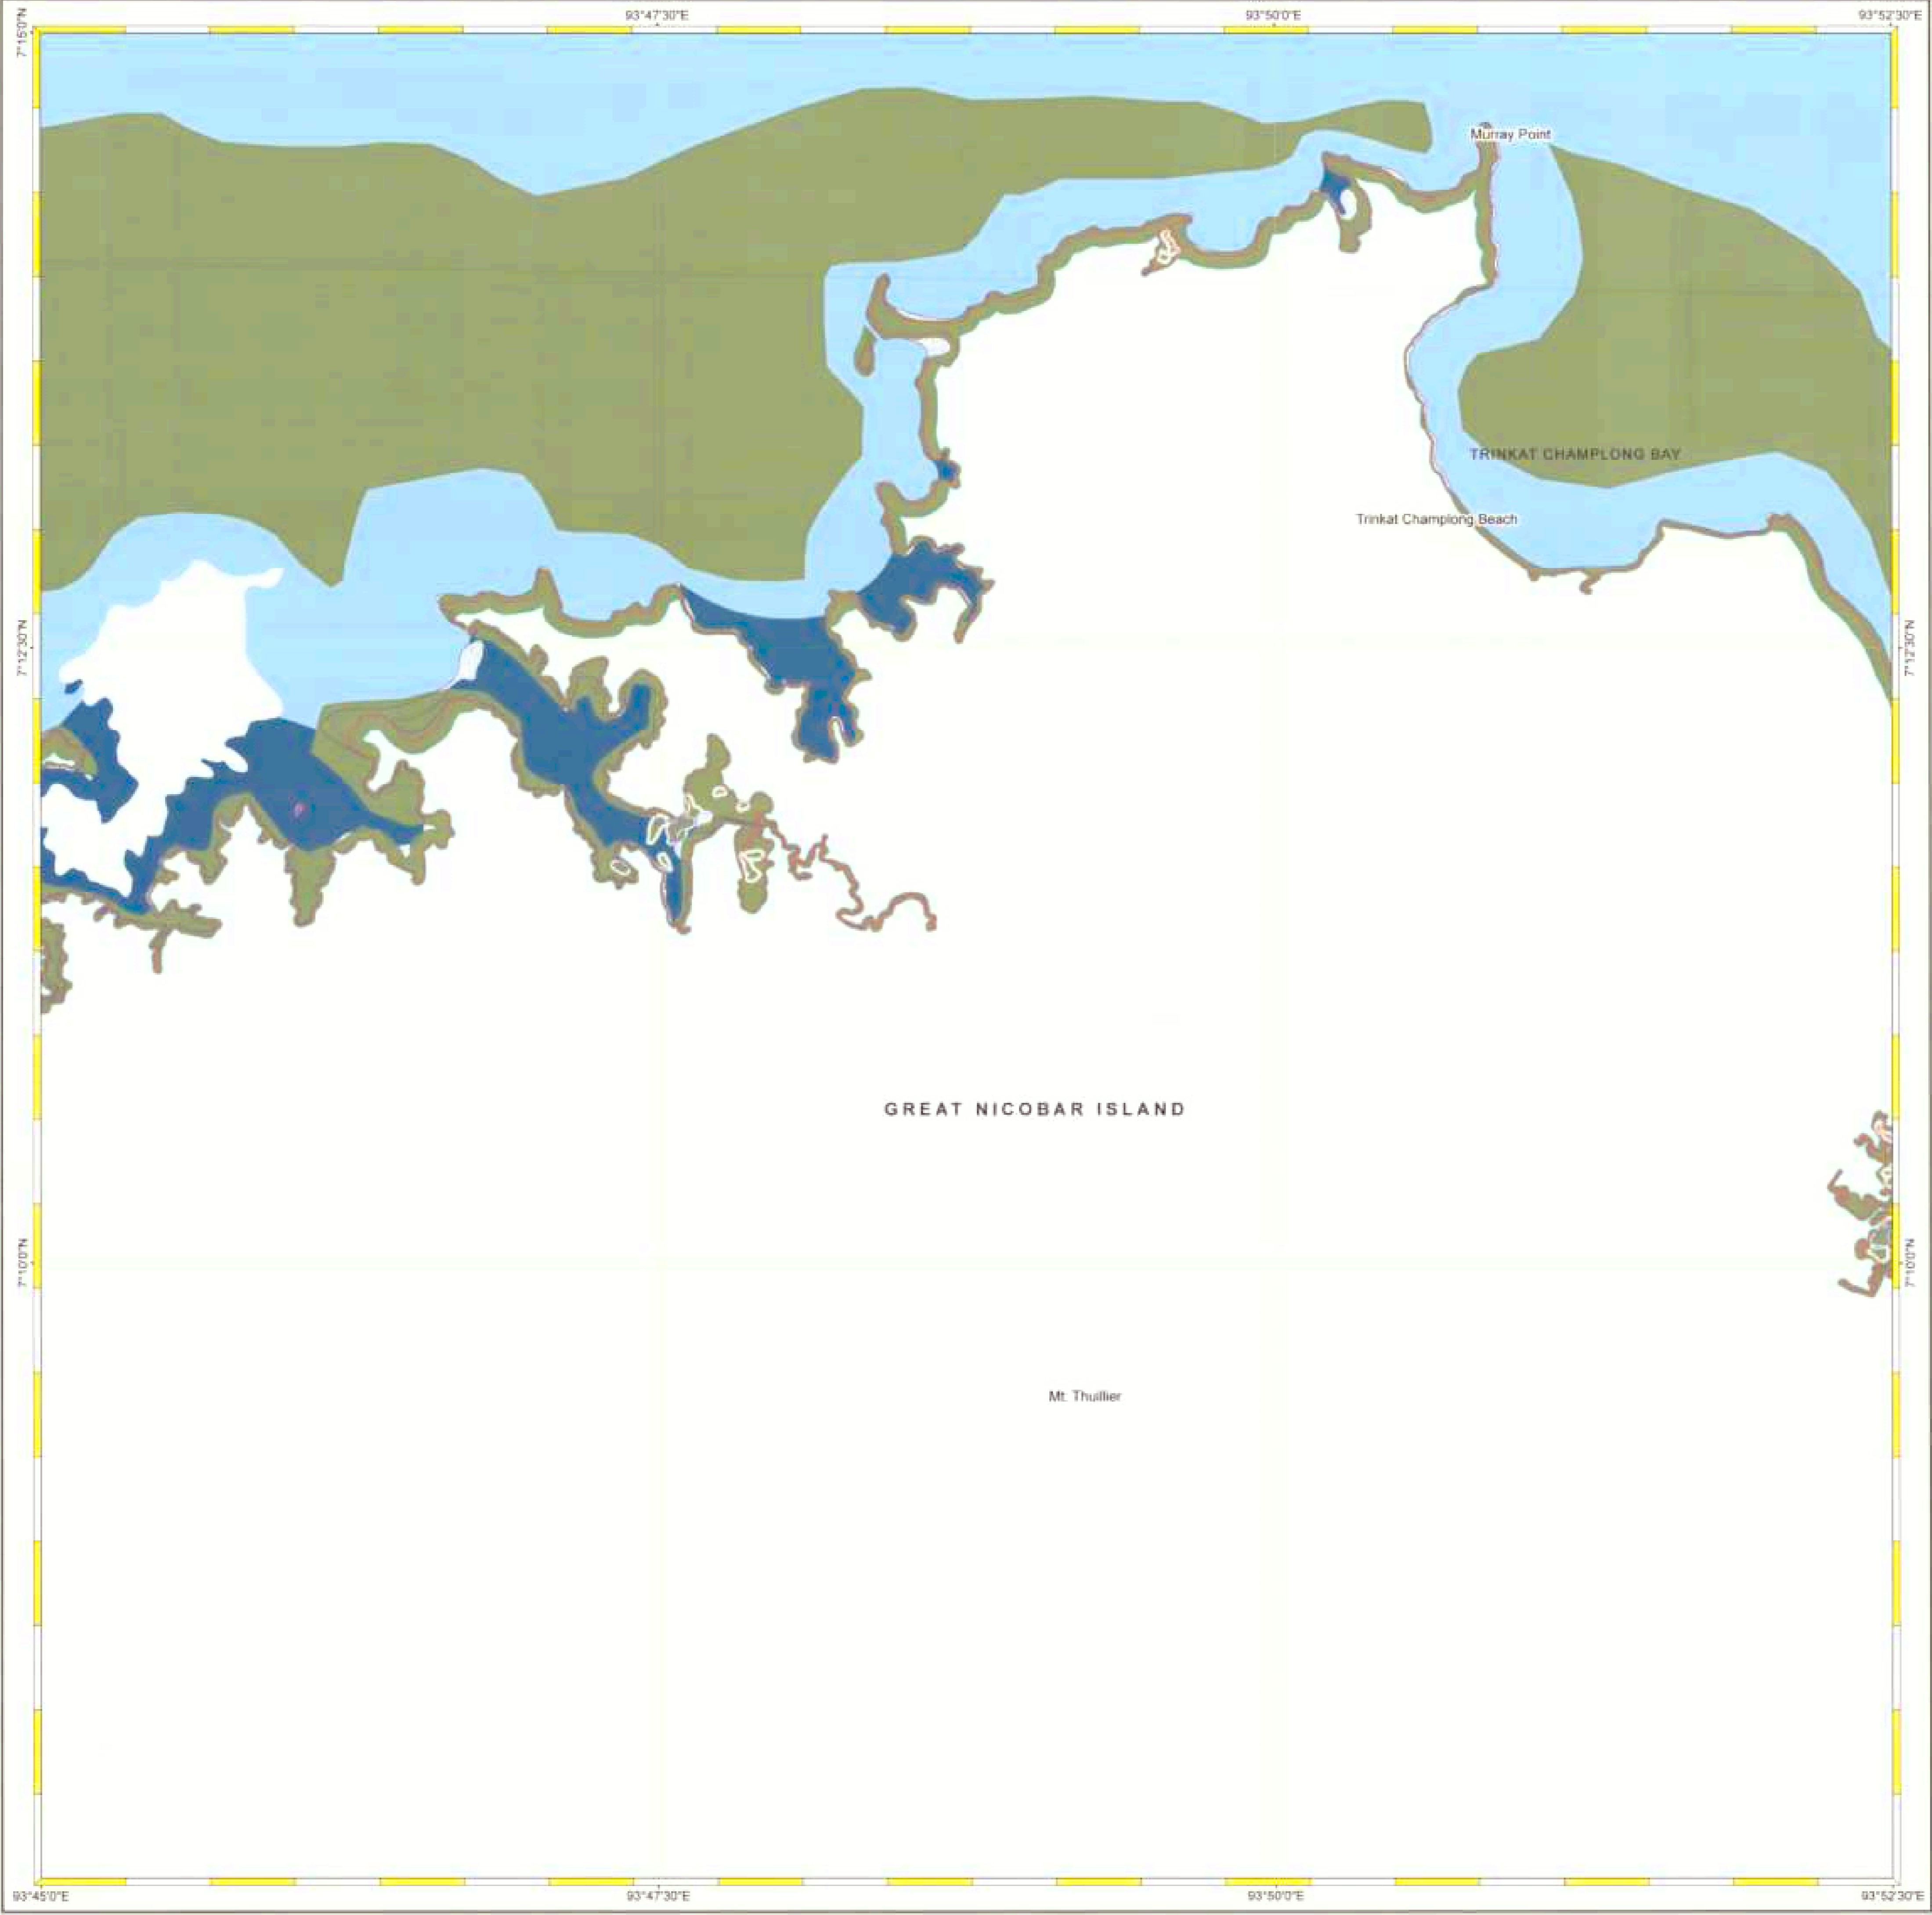 93°47'30"E
93°50'0"E
93°52'30"E
7°15'0"N
Murray Point
TRINKAT CHAMPLONG BAY
Trinkat Champlong Beach
7°12'30"N
7°12'30"N
GREAT NICOBAR ISLAND
7°10'0"N
7°10'0"N
Mt. Thuillier
93°45'0"E
93°47'30"E
93°50'0"E
93°52'30"E